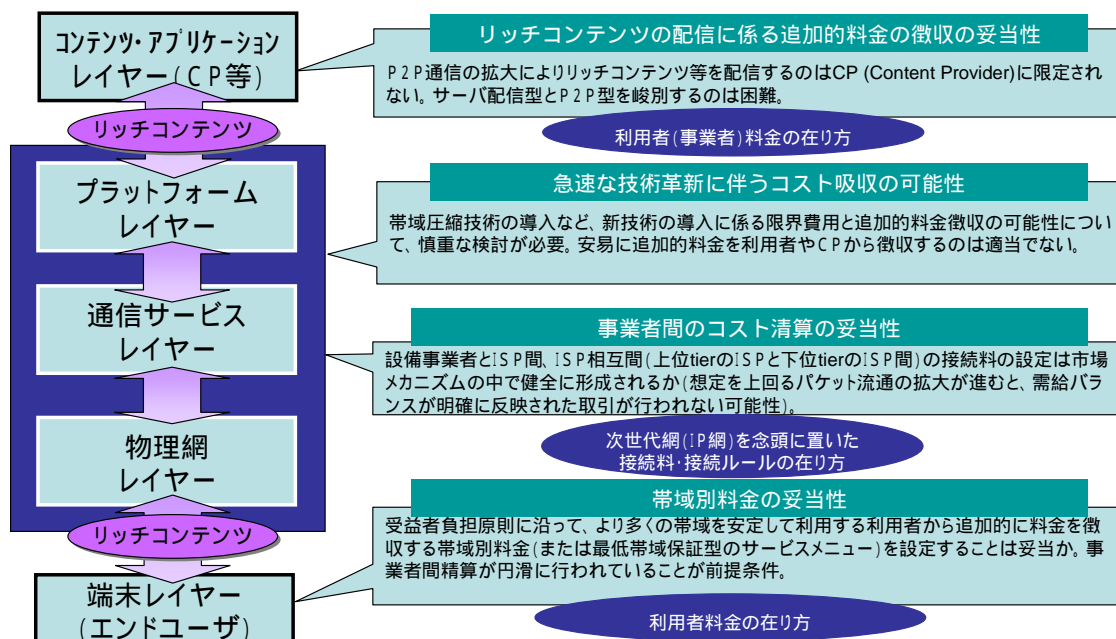 コンテンツ・アプリケーション
レイヤー(CP等)
リッチコンテンツ
プラットフォーム
レイヤー
通信サービス
レイヤー
物理網
レイヤー
リッチコンテンツ
端末レイヤー
(エンドユーザ)
リッチコンテンツの配信に係る追加的料金の徴収の妥当性
P2P通信の拡大によりリッチコンテンツ等を配信するのはCP (Content Provider)に限定され
ない。サーバ配信型とP2P型を峻別するのは困難。
利用者(事業者)料金の在り方
急速な技術革新に伴うコスト吸収の可能性
帯域圧縮技術の導入など、新技術の導入に係る限界費用と追加的料金徴収の可能性につい
て、慎重な検討が必要。安易に追加的料金を利用者やCPから徴収するのは適当でない。
事業者間のコスト清算の妥当性
設備事業者とISP間、ISP相互間(上位tierのISPと下位tierのISP間)の接続料の設定は市場
メカニズムの中で健全に形成されるか(想定を上回るパケット流通の拡大が進むと、需給バラ
ンスが明確に反映された取引が行われない可能性)。
次世代網(IP網)を念頭に置いた
接続料・接続ルールの在り方
帯域別料金の妥当性
受益者負担原則に沿って、より多くの帯域を安定して利用する利用者から追加的に料金を徴
収する帯域別料金(または最低帯域保証型のサービスメニュー)を設定することは妥当か。事
業者間精算が円滑に行われていることが前提条件。
利用者料金の在り方